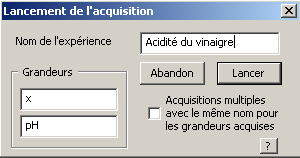 Lancement de l'acquisition
Nom de l'expérience
Acidité du vinaigre
Grandeurs
x
pH
Abandon
Lancer
Acquisitions multiples
avec le même nom pour
les grandeurs acquises
?